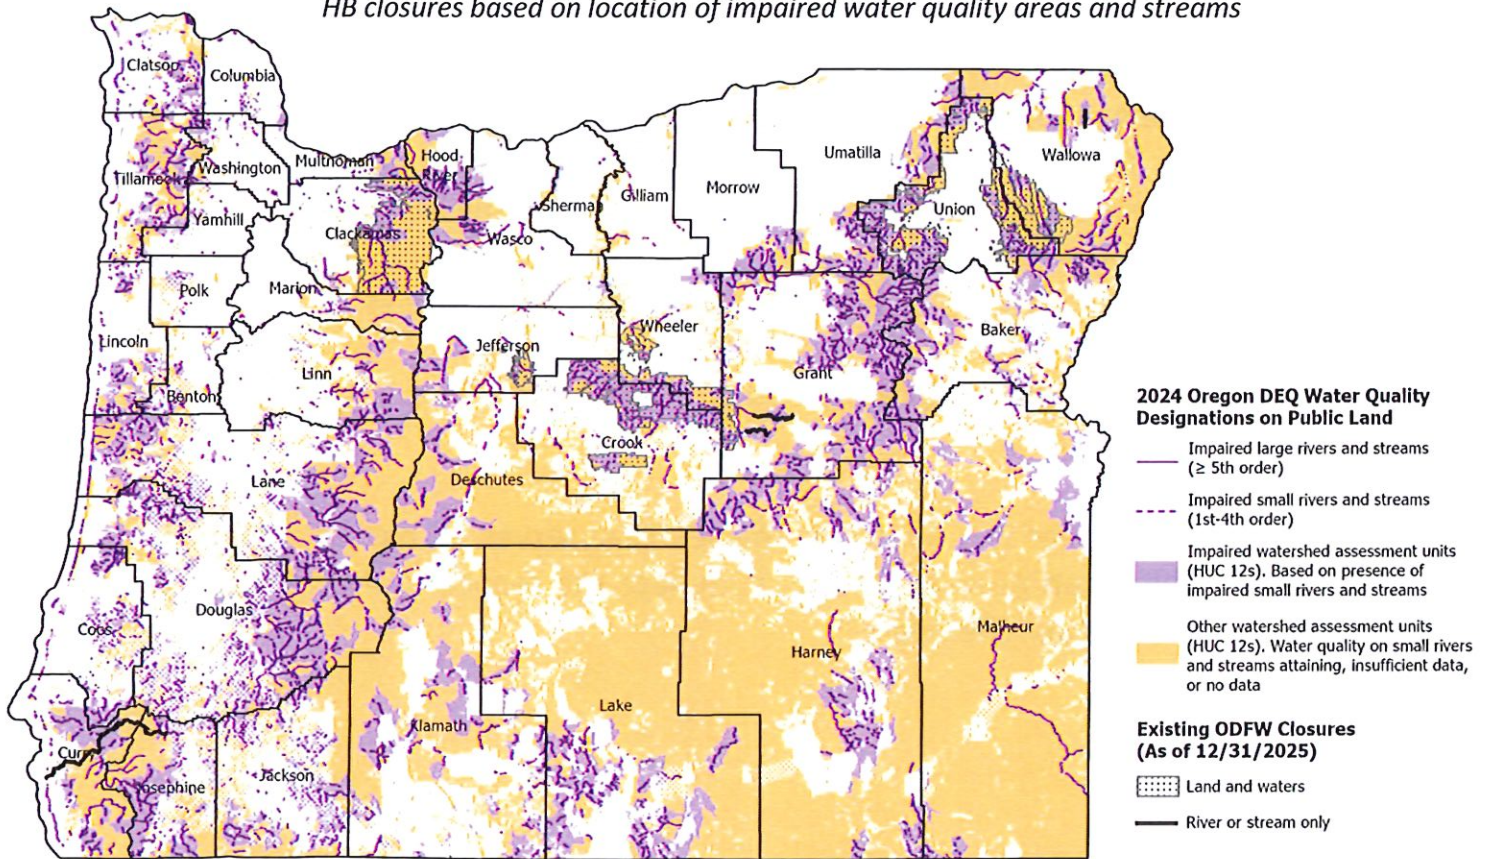 HB closures based on location of impaired water quality areas and streams
Clatsop
Columbia
Tillamook
Washington
Multnomah
Hood
River
Yamhill
Clackamas
Wasco
Sherman
Gilliam
Morrow
Umatilla
Union
Wallowa
Polk
Marion
Lincoln
Linn
Benton
Jefferson
Wheeler
Grant
Baker
Crook
Lane
Deschutes
Douglas
Coos
Curry
Josephine
Jackson
Klamath
Lake
Harney
Malheur
2024 Oregon DEQ Water Quality
Designations on Public Land
Impaired large rivers and streams
(≥ 5th order)
Impaired small rivers and streams
(1st-4th order)
Impaired watershed assessment units
(HUC 12s). Based on presence of
impaired small rivers and streams
Other watershed assessment units
(HUC 12s). Water quality on small rivers
and streams attaining, insufficient data,
or no data
Existing ODFW Closures
(As of 12/31/2025)
Land and waters
River or stream only